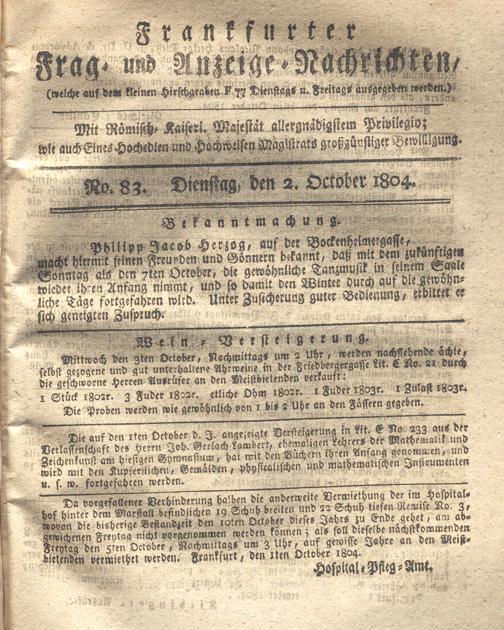 Frankfurter
Frag- und Anzeige-Nachrichten,
(welche auf dem kleinen Hirschgraben F 77 Dienstags u. Freitags ausgegeben werden.)
Mit Römisch-Kaiserl. Majestät allergnädigstem Privilegio;
wie auch Eines Hochedlen und Hochweisen Magistrats großgünstiger Bewilligung.
No. 83. Dienstag, den 2. October 1804.
Bekanntmachung.
Philipp Jacob Herzog, auf der Bockenheimergasse,
macht hiermit seinen Freunden und Gönnern bekannt, daß mit dem zukünftigen
Sonntag als den 7ten October, die gewöhnliche Tanzmusik in seinem Saale
wieder ihren Anfang nimmt, und so damit den Winter durch auf die gewöhn-
liche Täge fortgefahren wird. Unter Zusicherung guter Bedienung, erbittet er
sich geneigten Zuspruch.
Wein-Versteigerung.
Mittwoch den 3ten October, Nachmittags um 2 Uhr, werden nachstehende ächte,
selbst gezogene und gut unterhaltene Ahrweine in der Friedbergergasse Lit. E No. 21 durch
die geschworne Herren Ausrüfer an den Meistbietenden verkauft:
1 Stück 1802r. 3 Fuder 1802r. etliche Ohm 1802r. 1 Fuder 1803r. 1 Zulast 1803r.
Die Proben werden wie gewöhnlich von 1 bis 2 Uhr an den Fässern gegeben.
Die auf den 1ten October d. J. angezeigte Versteigerung in Lit. E No. 233 aus der
Verlassenschaft des Herrn Joh. Gerlach Lambert, ehemaligen Lehrers der Mathematik und
Zeichenkunst am hiesigen Gymnasium, hat mit den Büchern ihren Anfang genommen, und
wird mit den Kupferstichen, Gemälden, physicalischen und mathematischen Instrumenten
u. s. w. fortgefahren werden.
Da vorgefallener Verhinderung halben die anderweite Vermiethung der im Hospital-
hof hinter dem Marstall befindlichen 19 Schuh breiten und 22 Schuh tiefen Remise No. 3,
wovon die bisherige Bestandzeit den 10ten October dieses Jahrs zu Ende gehet, am ab-
gewichenen Freytag nicht vorgenommen werden können; als soll dieselbe nächstkommenden
Freytag den 5ten October, Nachmittags um 3 Uhr, auf gewisse Jahre an den Meist-
bietenden vermiethet werden. Frankfurt, den 1ten October 1804.
Hospital-Pfleg-Amt.